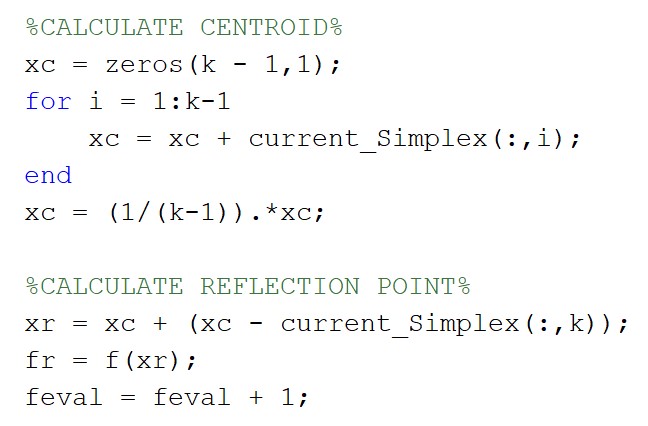 %CALCULATE CENTROID%
xc = zeros(k - 1,1);
for i = 1:k-1
    xc = xc + current_Simplex(:,i);
end
xc = (1/(k-1)).*xc;

%CALCULATE REFLECTION POINT%
xr = xc + (xc - current_Simplex(:,k));
fr = f(xr);
feval = feval + 1;